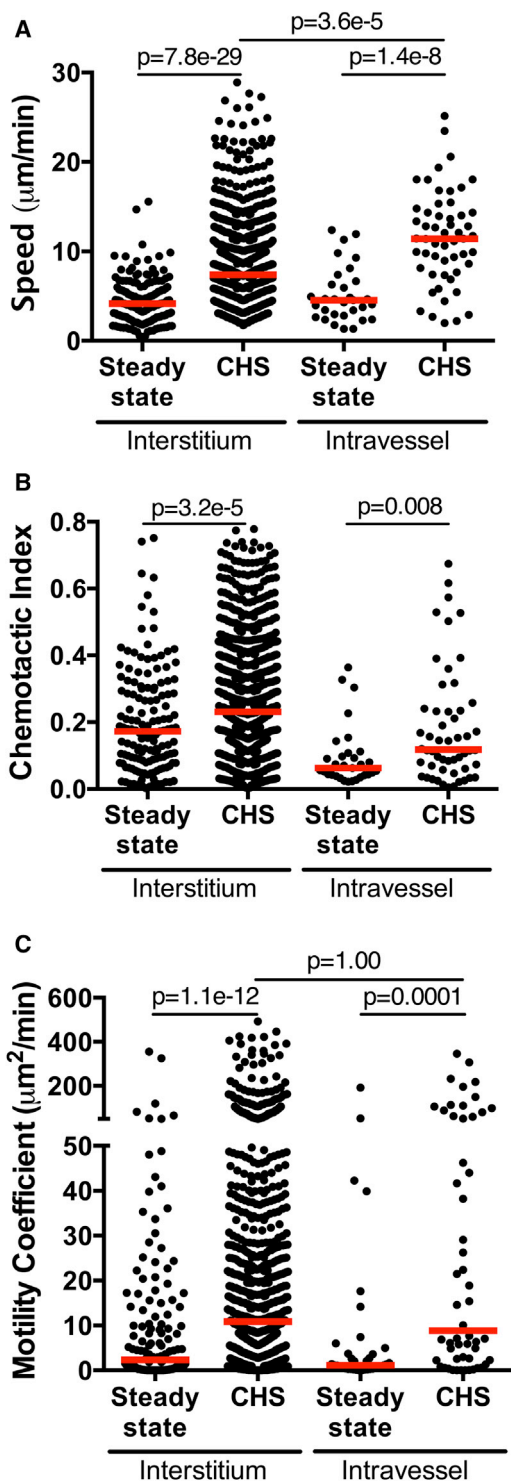 A
p=3.6e-5
p=7.8e-29 p=1.4e-8
Speed (μm/min)
30
20
10
0
Steady state CHS Steady state CHS
Interstitium Intravessel
B
p=3.2e-5 p=0.008
Chemotactic Index
0.8
0.6
0.4
0.2
0.0
Steady state CHS Steady state CHS
Interstitium Intravessel
C
p=1.00
p=1.1e-12 p=0.0001
Motility Coefficient (μm²/min)
600
400
200
50
40
30
20
10
0
Steady state CHS Steady state CHS
Interstitium Intravessel